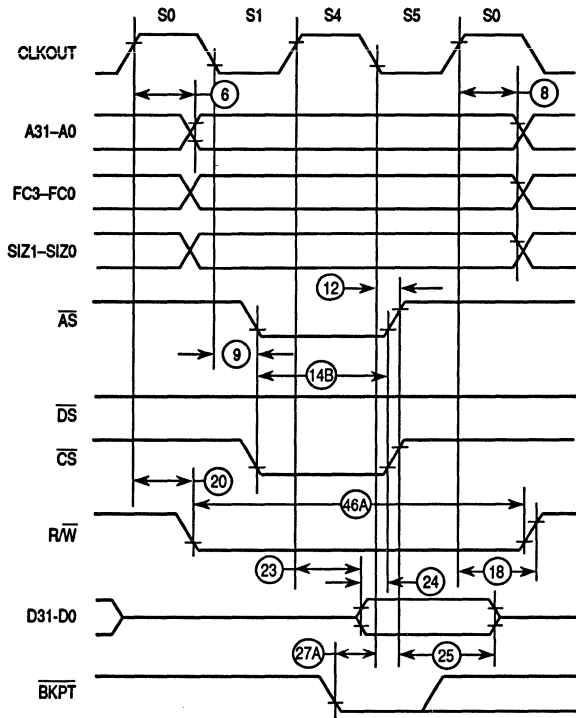 S0 S1 S4 S5 S0
CLKOUT
6 8
A31–A0
FC3–FC0
SIZ1–SIZ0
12
AS
9
14B
DS
CS
20
46A
R/W
23 24 18
D31-D0
27A 25
BKPT